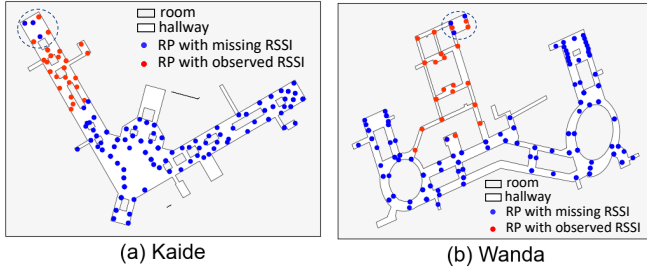 room
hallway
RP with missing RSSI
RP with observed RSSI
(a) Kaide
room
hallway
RP with missing RSSI
RP with observed RSSI
(b) Wanda